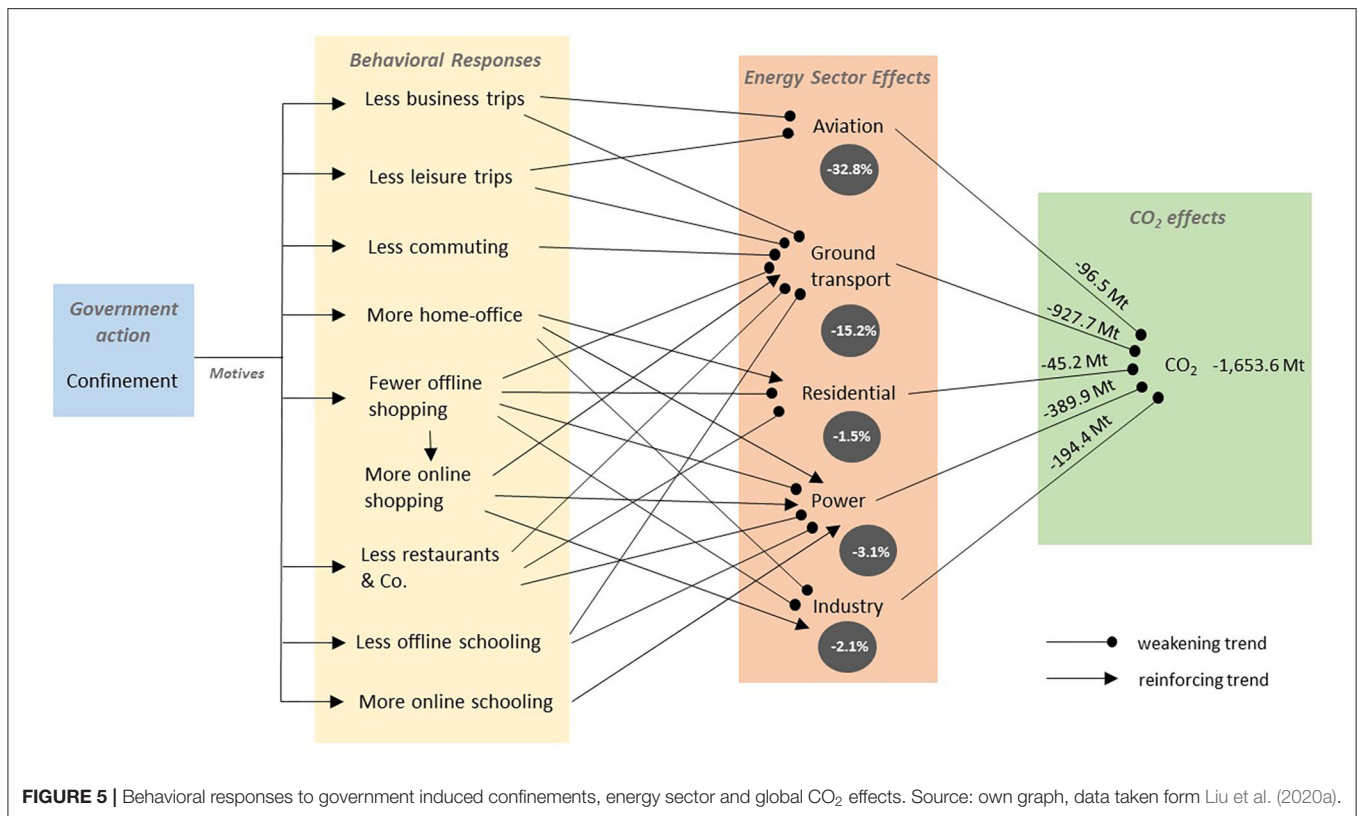 Behavioral Responses
Less business trips
Less leisure trips
Less commuting
More home-office
Fewer offline
shopping
More online
shopping
Less restaurants
& Co.
Less offline schooling
More online schooling
Government
action
Confinement
Motives
Energy Sector Effects
Aviation
-32.8%
Ground
transport
-15.2%
Residential
-1.5%
Power
-3.1%
Industry
-2.1%
CO₂ effects
-96.5 Mt
-927.7 Mt
-45.2 Mt
-389.9 Mt
-194.4 Mt
CO₂ -1,653.6 Mt
weakening trend
reinforcing trend
FIGURE 5 | Behavioral responses to government induced confinements, energy sector and global CO₂ effects. Source: own graph, data taken form Liu et al. (2020a).